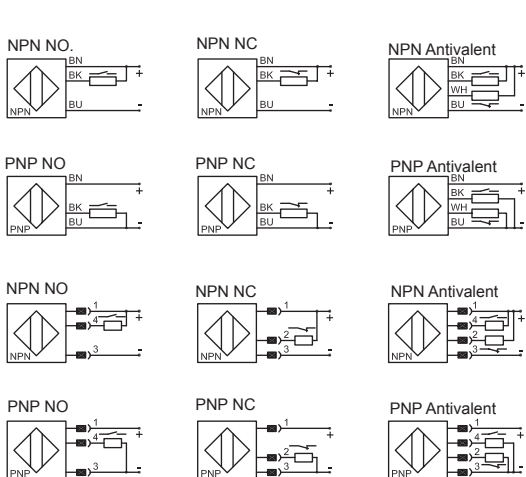 NPN NO.
BN
BK
+
BU
-
NPN
NPN NC
BN
BK
+
BU
-
NPN
NPN Antivalent
BN
BK
+
WH
BU
-
NPN
PNP NO
BN
+
BK
BU
-
PNP
PNP NC
BN
+
BK
BU
-
PNP
PNP Antivalent
BN
+
BK
WH
BU
-
PNP
NPN NO
1
+
4
3
-
NPN
NPN NC
1
+
2
3
-
NPN
NPN Antivalent
1
+
4
2
3
-
NPN
PNP NO
1
+
4
3
-
PNP
PNP NC
1
+
2
3
-
PNP
PNP Antivalent
1
+
4
2
3
-
PNP